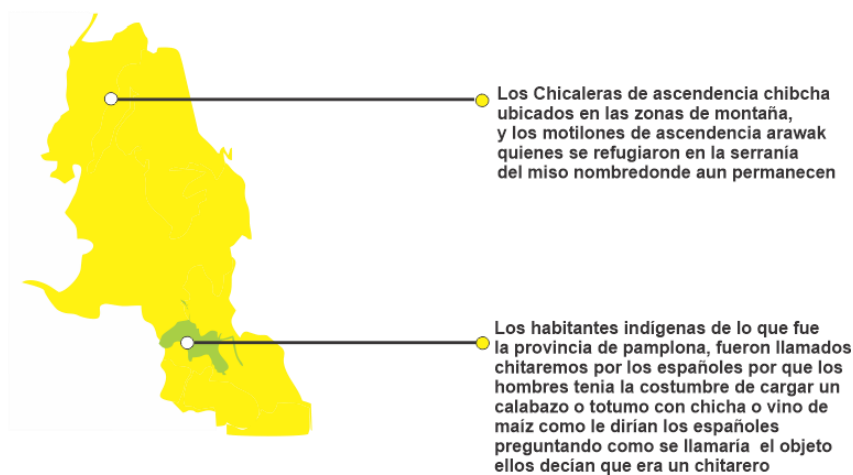 Los Chicaleras de ascendencia chibcha
ubicados en las zonas de montaña,
y los motilones de ascendencia arawak
quienes se refugiaron en la serranía
del miso nombredonde aun permanecen
N
Los habitantes indígenas de lo que fue
la provincia de pamplona, fueron llamados
chitaremos por los españoles por que los
hombres tenia la costumbre de cargar un
calabazo o totumo con chicha o vino de
maíz como le dirían los españoles
preguntando como se llamaría el objeto
ellos decían que era un chitarero